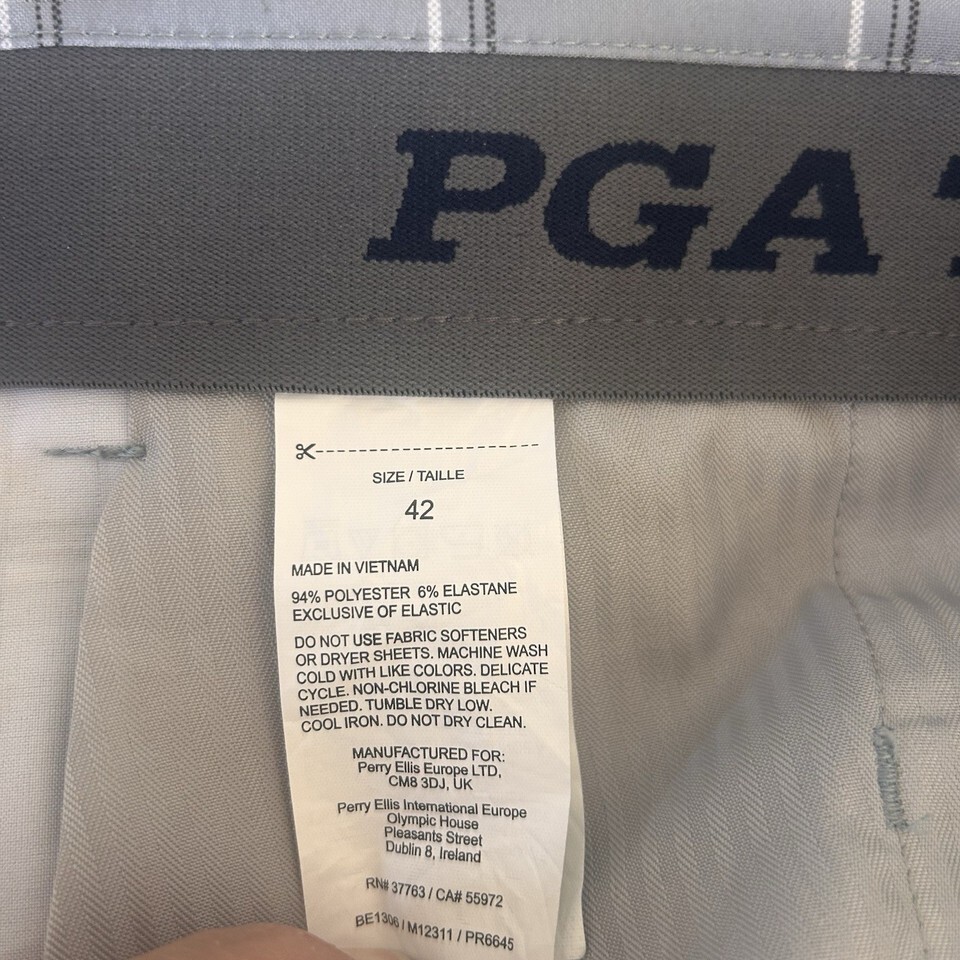 PGA
SIZE / TAILLE
42
MADE IN VIETNAM
94% POLYESTER 6% ELASTANE
EXCLUSIVE OF ELASTIC
DO NOT USE FABRIC SOFTENERS
OR DRYER SHEETS. MACHINE WASH
COLD WITH LIKE COLORS. DELICATE
CYCLE. NON-CHLORINE BLEACH IF
NEEDED. TUMBLE DRY LOW.
COOL IRON. DO NOT DRY CLEAN.
MANUFACTURED FOR:
Perry Ellis Europe LTD,
CM8 3DJ, UK
Perry Ellis International Europe
Olympic House
Pleasants Street
Dublin 8, Ireland
RN# 37763 / CA# 55972
BE1306 / M12311 / PR6645